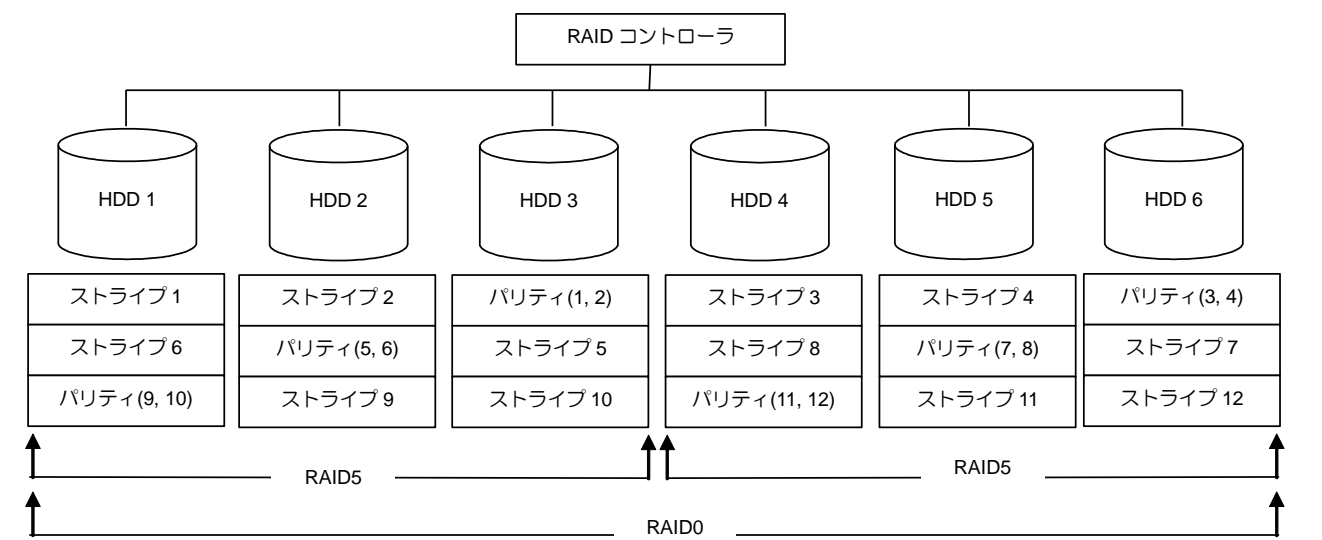 RAID コントローラ
HDD 1
HDD 2
HDD 3
HDD 4
HDD 5
HDD 6
ストライプ 1
ストライプ 2
パリティ(1, 2)
ストライプ 3
ストライプ 4
パリティ(3, 4)
ストライプ 6
パリティ(5, 6)
ストライプ 5
ストライプ 8
パリティ(7, 8)
ストライプ 7
パリティ(9, 10)
ストライプ 9
ストライプ 10
パリティ(11, 12)
ストライプ 11
ストライプ 12
RAID5
RAID5
RAID0